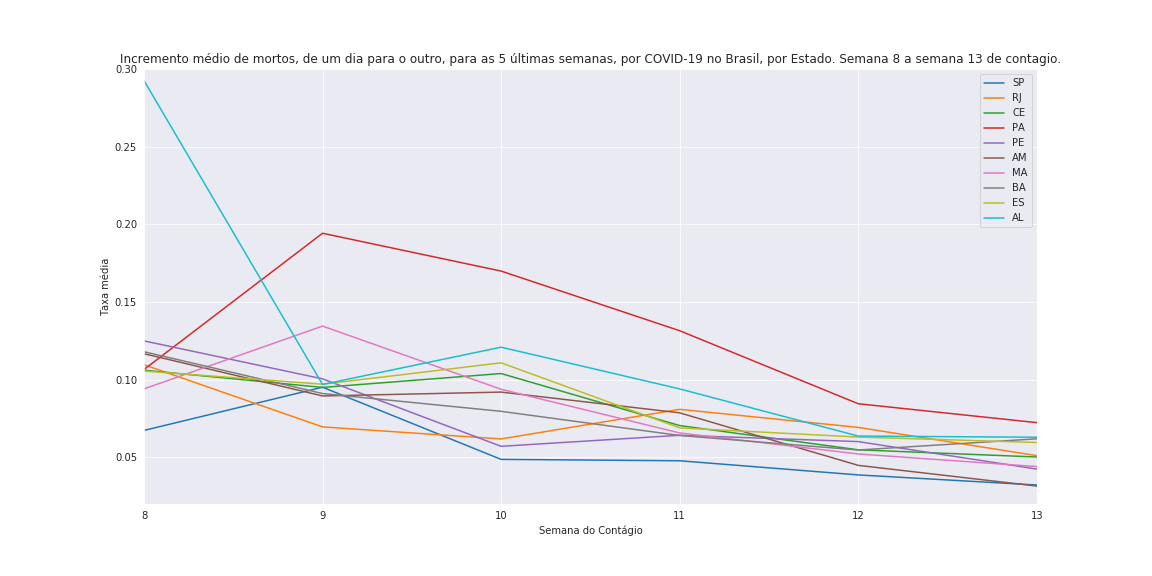 Incremento médio de mortos, de um dia para o outro, para as 5 últimas semanas, por COVID-19 no Brasil, por Estado. Semana 8 a semana 13 de contagio.
0.30
0.25
0.20
0.15
0.10
0.05
Taxa média
SP
RJ
CE
PA
PE
AM
MA
BA
ES
AL
8
9
10
11
12
13
Semana do Contágio